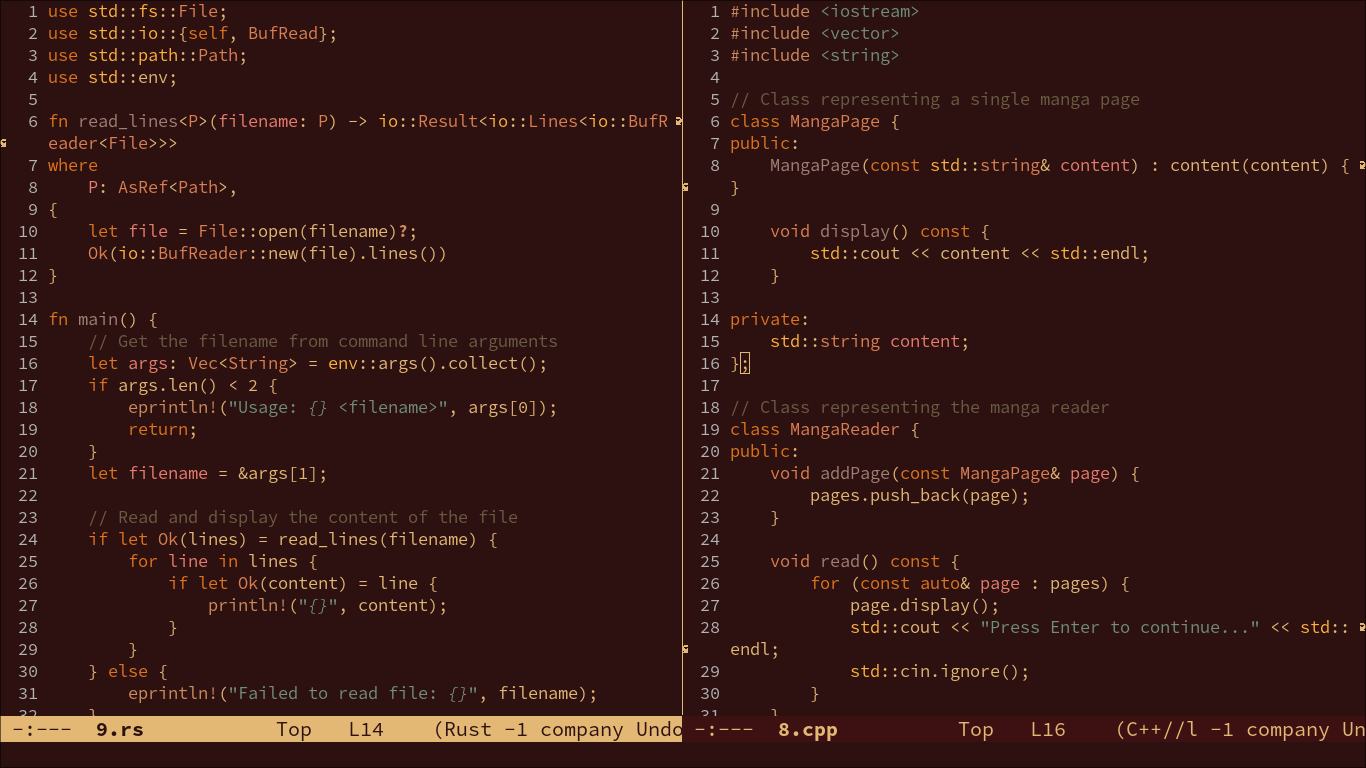 1 use std::fs::File;
2 use std::io::{self, BufRead};
3 use std::path::Path;
4 use std::env;
5
6 fn read_lines<P>(filename: P) -> io::Result<io::Lines<io::BufR
eader<File>>>
7 where
8     P: AsRef<Path>,
9 {
10     let file = File::open(filename)?;
11     Ok(io::BufReader::new(file).lines())
12 }
13
14 fn main() {
15     // Get the filename from command line arguments
16     let args: Vec<String> = env::args().collect();
17     if args.len() < 2 {
18         eprintln!("Usage: {} <filename>", args[0]);
19         return;
20     }
21     let filename = &args[1];
22
23     // Read and display the content of the file
24     if let Ok(lines) = read_lines(filename) {
25         for line in lines {
26             if let Ok(content) = line {
27                 println!("{}", content);
28             }
29         }
30     } else {
31         eprintln!("Failed to read file: {}", filename);
32     }
-:---  9.rs             Top    L14     (Rust -1 company Undo
1 #include <iostream>
2 #include <vector>
3 #include <string>
4
5 // Class representing a single manga page
6 class MangaPage {
7 public:
8     MangaPage(const std::string& content) : content(content) {
}
9
10     void display() const {
11         std::cout << content << std::endl;
12     }
13
14 private:
15     std::string content;
16 };
17
18 // Class representing the manga reader
19 class MangaReader {
20 public:
21     void addPage(const MangaPage& page) {
22         pages.push_back(page);
23     }
24
25     void read() const {
26         for (const auto& page : pages) {
27             page.display();
28             std::cout << "Press Enter to continue..." << std::
endl;
29             std::cin.ignore();
30         }
31     }
-:---  8.cpp            Top    L16     (C++//l -1 company Un